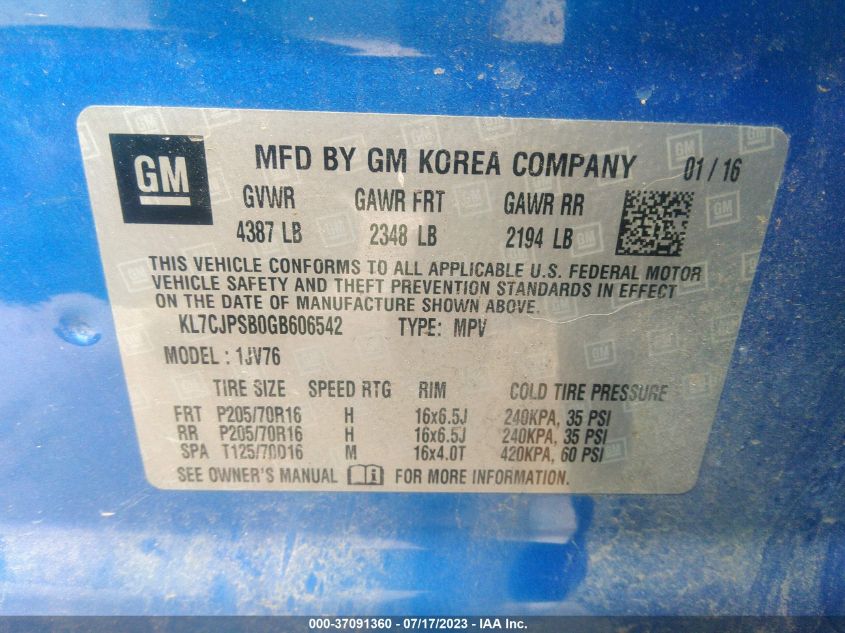 GM MFD BY GM KOREA COMPANY 01 / 16
GVWR GAWR FRT GAWR RR
4387 LB 2348 LB 2194 LB
THIS VEHICLE CONFORMS TO ALL APPLICABLE U.S. FEDERAL MOTOR
VEHICLE SAFETY AND THEFT PREVENTION STANDARDS IN EFFECT
ON THE DATE OF MANUFACTURE SHOWN ABOVE.
KL7CJPSB0GB606542 TYPE: MPV
MODEL : 1JV76
TIRE SIZE SPEED RTG RIM COLD TIRE PRESSURE
FRT P205/70R16 H 16x6.5J 240KPA, 35 PSI
RR P205/70R16 H 16x6.5J 240KPA, 35 PSI
SPA T125/70D16 M 16x4.0T 420KPA, 60 PSI
SEE OWNER'S MANUAL i FOR MORE INFORMATION.
000-37091360 - 07/17/2023 - IAA Inc.